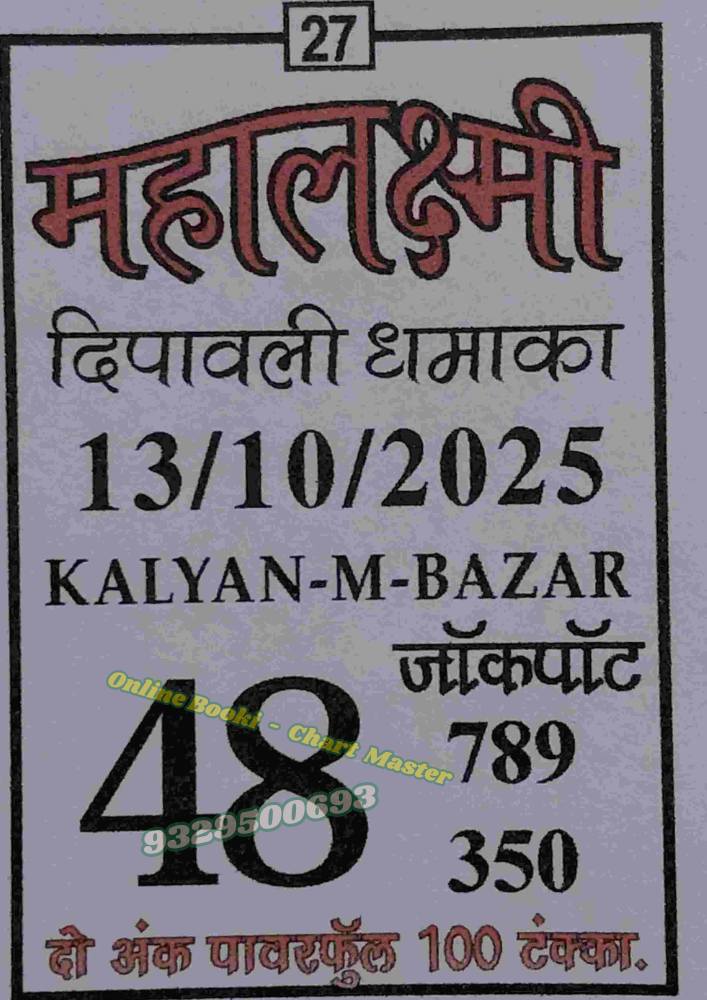 27
महालक्ष्मी
दिपावली धमाका
13/10/2025
KALYAN-M-BAZAR
जॉकपॉट
48
789
350
Online Booki - Chart Master
9329500693
दो अंक पावरफुॅल 100 टंक्का.